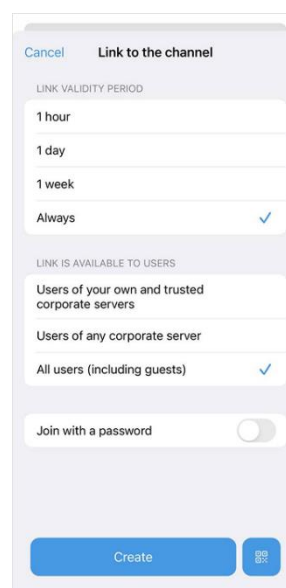 Cancel Link to the channel
LINK VALIDITY PERIOD
1 hour
1 day
1 week
Always
LINK IS AVAILABLE TO USERS
Users of your own and trusted
corporate servers
Users of any corporate server
All users (including guests)
Join with a password
Create